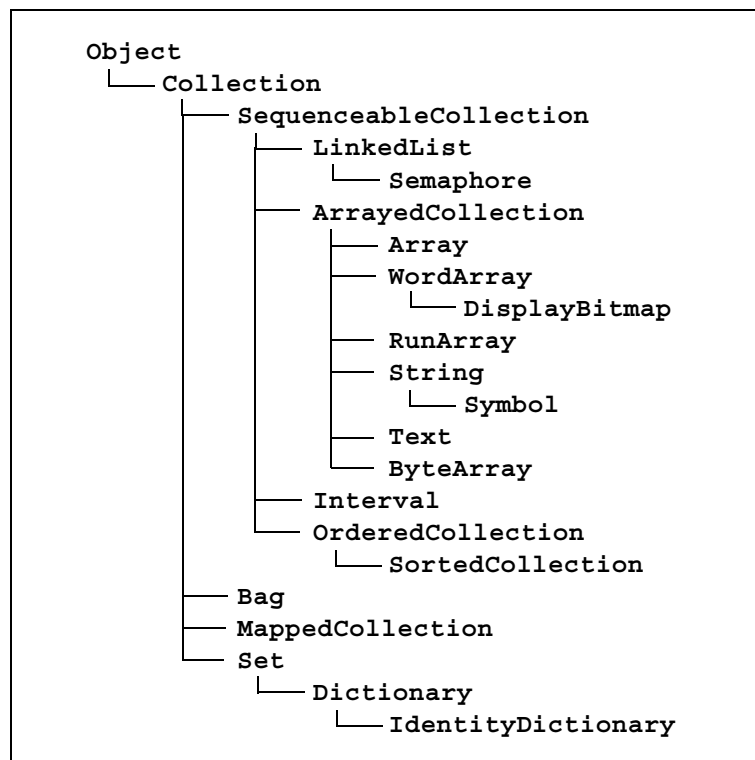 Object
Collection
SequenceableCollection
LinkedList
Semaphore
ArrayedCollection
Array
WordArray
DisplayBitmap
RunArray
String
Symbol
Text
ByteArray
Interval
OrderedCollection
SortedCollection
Bag
MappedCollection
Set
Dictionary
IdentityDictionary